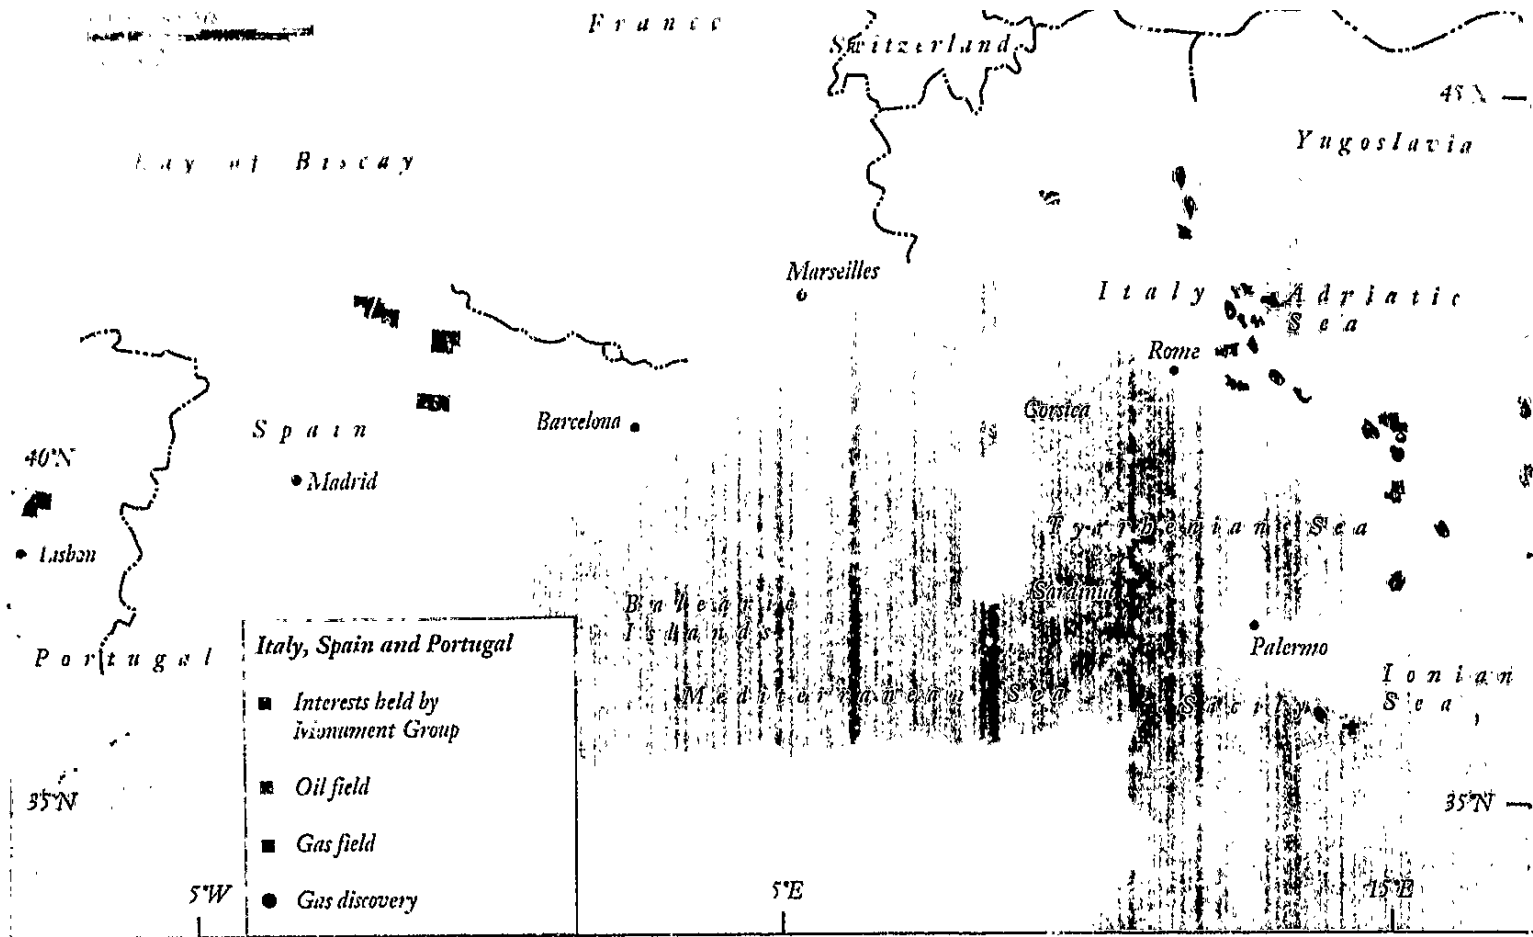 France
Switzerland
45°N
Yugoslavia
Bay of Biscay
Marseilles
Italy
Adriatic
Sea
Rome
Corsica
Barcelona
Spain
40°N
Madrid
Tyrrhenian Sea
Lisbon
Sardinia
Balearic
Islands
Palermo
Portugal
Italy, Spain and Portugal
Ionian
Sea
Mediterranean Sea
Sicily
Interests held by
Monument Group
Oil field
35°N
35°N
Gas field
5°W
5°E
15°E
Gas discovery